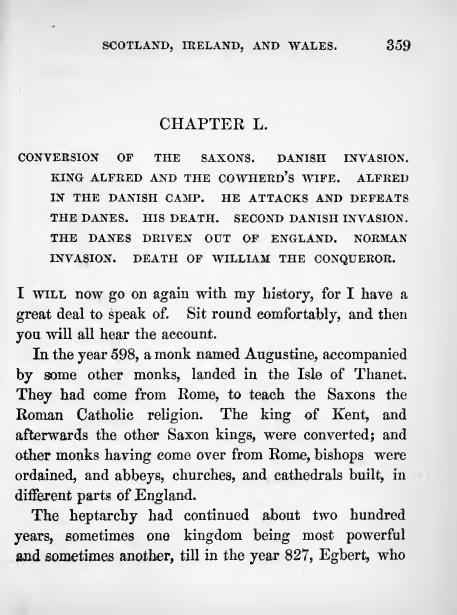 SCOTLAND, IRELAND, AND WALES. 359
CHAPTER L.
CONVERSION OF THE SAXONS. DANISH INVASION.
KING ALFRED AND THE COWHERD'S WIFE. ALFRED
IN THE DANISH CAMP. HE ATTACKS AND DEFEATS
THE DANES. HIS DEATH. SECOND DANISH INVASION.
THE DANES DRIVEN OUT OF ENGLAND. NORMAN
INVASION. DEATH OF WILLIAM THE CONQUEROR.
I WILL now go on again with my history, for I have a
great deal to speak of. Sit round comfortably, and then
you will all hear the account.
In the year 598, a monk named Augustine, accompanied
by some other monks, landed in the Isle of Thanet.
They had come from Rome, to teach the Saxons the
Roman Catholic religion. The king of Kent, and
afterwards the other Saxon kings, were converted; and
other monks having come over from Rome, bishops were
ordained, and abbeys, churches, and cathedrals built, in
different parts of England.
The heptarchy had continued about two hundred
years, sometimes one kingdom being most powerful
and sometimes another, till in the year 827, Egbert, who